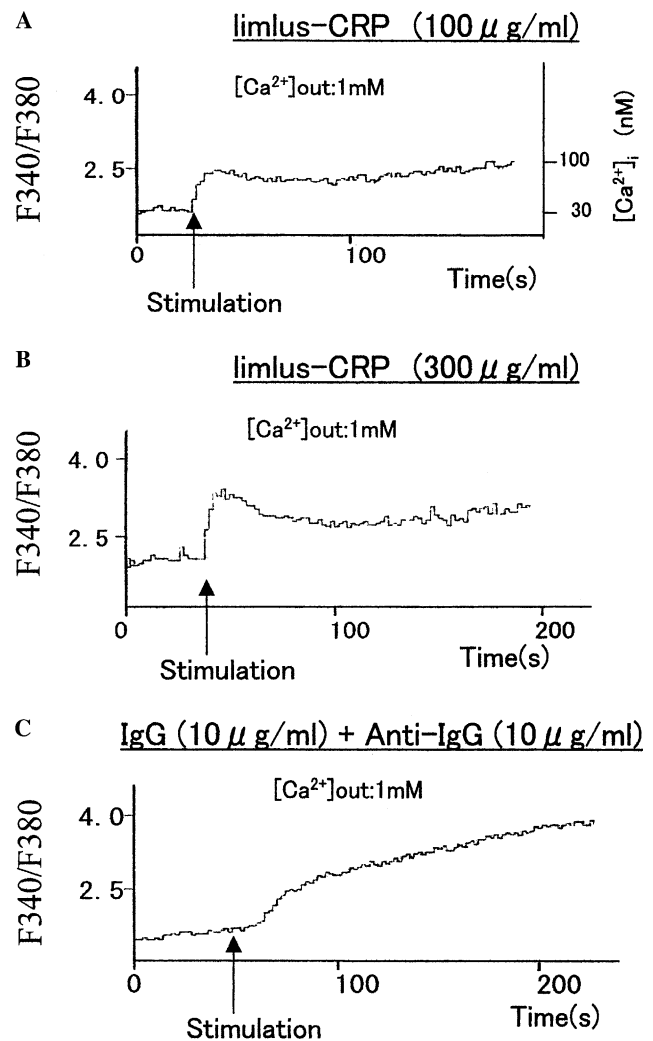 A
limlus-CRP (100 μ g/ml)
F340/F380
[Ca²⁺]out:1mM
4.0
2.5
100
30
[Ca²⁺]i (nM)
0
100
Time(s)
Stimulation
B
limlus-CRP (300 μ g/ml)
F340/F380
[Ca²⁺]out:1mM
4.0
2.5
0
100
200
Time(s)
Stimulation
C
IgG (10 μ g/ml) + Anti-IgG (10 μ g/ml)
F340/F380
[Ca²⁺]out:1mM
4.0
2.5
0
100
200
Time(s)
Stimulation